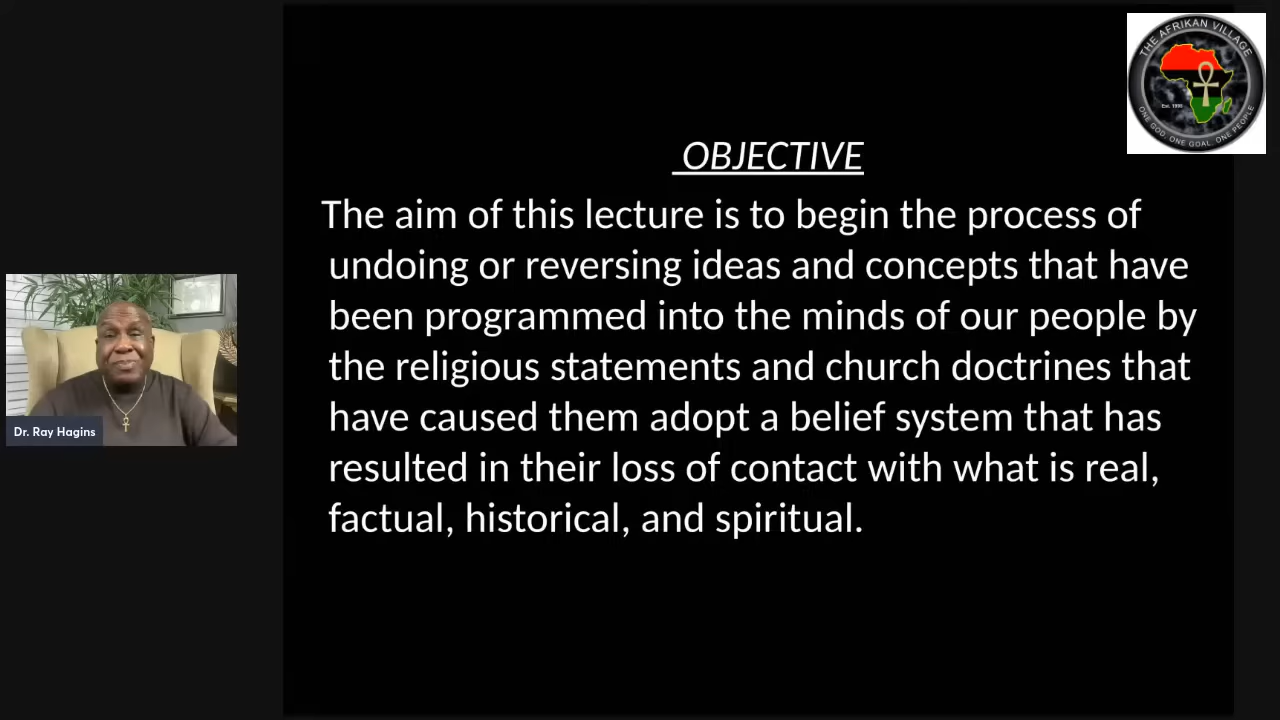 THE AFRIKAN VILLAGE
Est. 1996
ONE GOD, ONE GOAL, ONE PEOPLE
OBJECTIVE
The aim of this lecture is to begin the process of
undoing or reversing ideas and concepts that have
been programmed into the minds of our people by
the religious statements and church doctrines that
have caused them adopt a belief system that has
resulted in their loss of contact with what is real,
factual, historical, and spiritual.
Dr. Ray Hagins